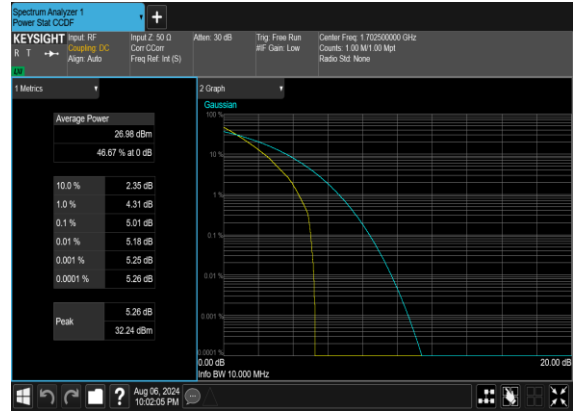 Spectrum Analyzer 1
Power Stat CCDF
KEYSIGHT
R T
LXI
Input: RF
Coupling: DC
Align: Auto
Input Z: 50 Ω
Corr CCorr
Freq Ref: Int (S)
Atten: 30 dB
Trig: Free Run
#IF Gain: Low
Center Freq: 1.702500000 GHz
Counts: 1.00 M/1.00 Mpt
Radio Std: None
1 Metrics
Average Power
26.98 dBm
46.67 % at 0 dB
10.0 % 2.35 dB
1.0 % 4.31 dB
0.1 % 5.01 dB
0.01 % 5.18 dB
0.001 % 5.25 dB
0.0001 % 5.26 dB
Peak
5.26 dB
32.24 dBm
2 Graph
Gaussian
100 %
10 %
1 %
0.1 %
0.01 %
0.001 %
0.0001 %
0.00 dB 20.00 dB
Info BW 10.000 MHz
Aug 06, 2024
10:02:05 PM